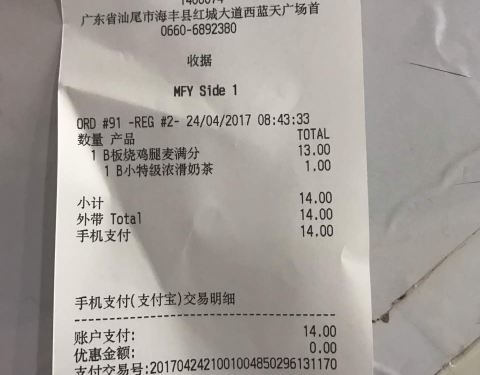 广东省汕尾市海丰县红城大道西蓝天广场首
0660-6892380
收据
MFY Side 1
ORD #91 -REG #2- 24/04/2017 08:43:33
数量 产品 TOTAL
1 B板烧鸡腿麦满分 13.00
1 B小特级浓滑奶茶 1.00
小计 14.00
外带 Total 14.00
手机支付 14.00
手机支付(支付宝)交易明细
账户支付: 14.00
优惠金额: 0.00
支付交易号:2017042421001004850296131170